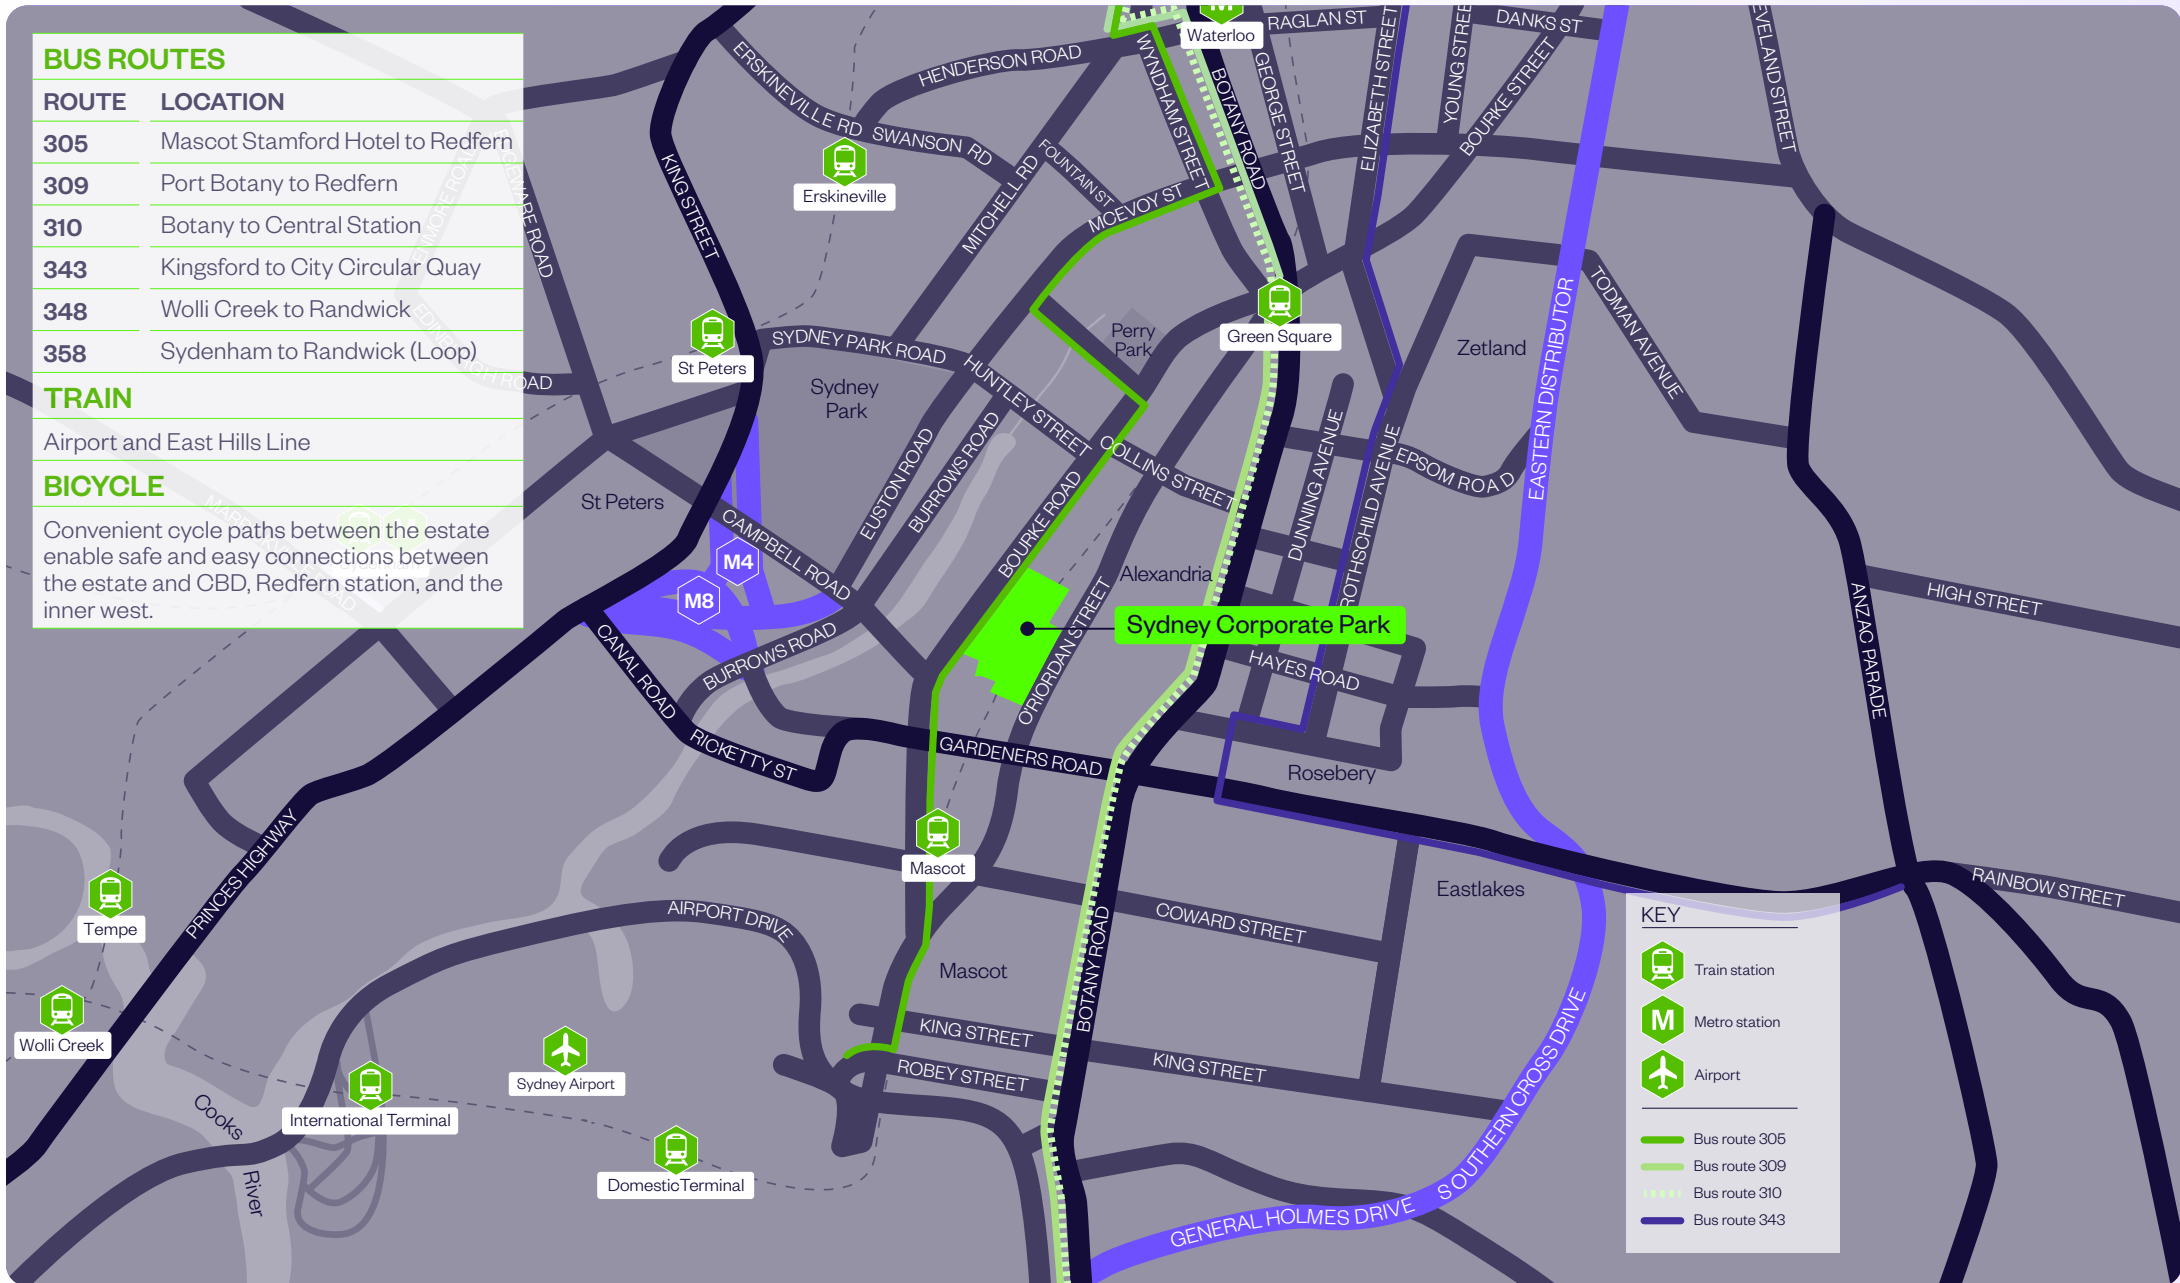 BUS ROUTES
ROUTE LOCATION
305 Mascot Stamford Hotel to Redfern
309 Port Botany to Redfern
310 Botany to Central Station
343 Kingsford to City Circular Quay
348 Wolli Creek to Randwick
358 Sydenham to Randwick (Loop)
TRAIN
Airport and East Hills Line
BICYCLE
Convenient cycle paths between the estate
enable safe and easy connections between
the estate and CBD, Redfern station, and the
inner west.
Waterloo
RAGLAN ST
DANKS ST
ERSKINEVILLE RD
HENDERSON ROAD
WYNDHAM STREET
BOTANY ROAD
GEORGE STREET
ELIZABETH STREET
YOUNG STREE
BOURKE STREET
EVELAND STREET
SWANSON RD
FOUNTAIN ST
MITCHELL RD
MCEVOY ST
Erskineville
KING STREET
EDGEWARE ROAD
ROAD
St Peters
SYDNEY PARK ROAD
Sydney
Park
HUNTLEY STREET
Perry
Park
Green Square
Zetland
TODMAN AVENUE
EASTERN DISTRIBUTOR
EUSTON ROAD
BURROWS ROAD
COLLINS STREET
BOURKE ROAD
DUNNING AVENUE
ROTHSCHILD AVENUE
EPSOM ROAD
St Peters
CAMPBELL ROAD
M4
M8
Alexandria
O'RIORDAN STREET
Sydney Corporate Park
HAYES ROAD
ANZAC PARADE
HIGH STREET
CANAL ROAD
BURROWS ROAD
RICKETTY ST
GARDENERS ROAD
Rosebery
PRINCES HIGHWAY
Mascot
Eastlakes
RAINBOW STREET
Tempe
AIRPORT DRIVE
COWARD STREET
BOTANY ROAD
Mascot
Wolli Creek
Sydney Airport
KING STREET
KING STREET
ROBEY STREET
International Terminal
Cooks
River
Domestic Terminal
SOUTHERN CROSS DRIVE
GENERAL HOLMES DRIVE
KEY
Train station
M Metro station
Airport
Bus route 305
Bus route 309
Bus route 310
Bus route 343